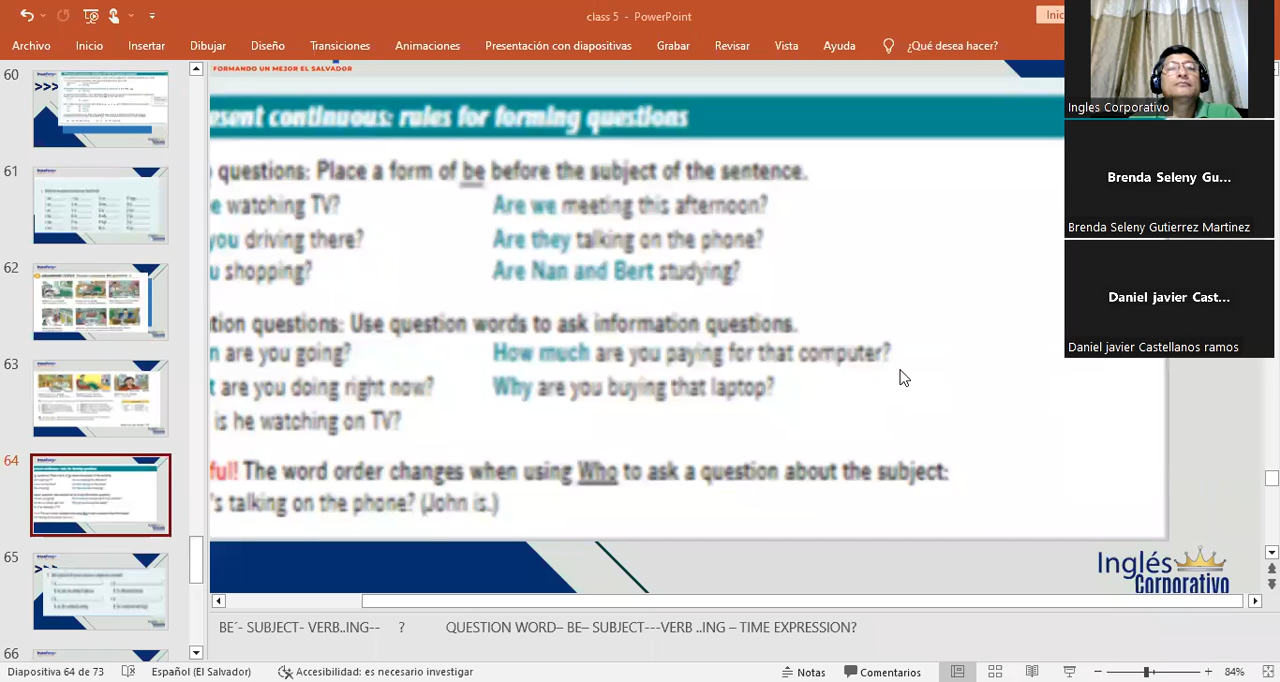 class 5 - PowerPoint
Inic
Archivo Inicio Insertar Dibujar Diseño Transiciones Animaciones Presentación con diapositivas Grabar Revisar Vista Ayuda ¿Qué desea hacer?
FORMANDO UN MEJOR EL SALVADOR
esent continuous: rules for forming questions
questions: Place a form of be before the subject of the sentence.
e watching TV? Are we meeting this afternoon?
you driving there? Are they talking on the phone?
u shopping? Are Nan and Bert studying?
tion questions: Use question words to ask information questions.
n are you going? How much are you paying for that computer?
t are you doing right now? Why are you buying that laptop?
is he watching on TV?
ful! The word order changes when using Who to ask a question about the subject:
's talking on the phone? (John is.)
Inglés
Corporativo
BE´- SUBJECT- VERB..ING-- ? QUESTION WORD– BE– SUBJECT---VERB ..ING – TIME EXPRESSION?
60
61
62
63
64
65
66
Ingles Corporativo
Brenda Seleny Gu...
Brenda Seleny Gutierrez Martinez
Daniel javier Cast...
Daniel javier Castellanos ramos
Diapositiva 64 de 73 Español (El Salvador) Accesibilidad: es necesario investigar Notas Comentarios 84%